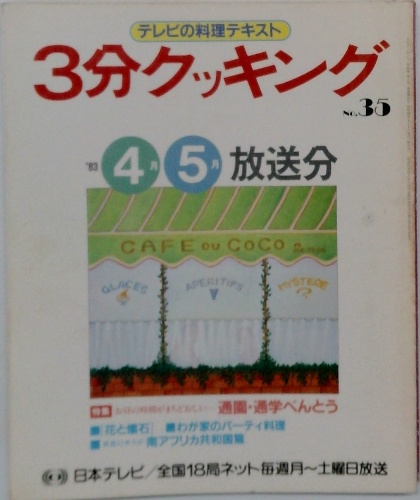 テレビの料理テキスト
3分クッキング
No.35
'83 4月 5月 放送分
CAFE OU COCO
GLACES APERITIFS MYSTERE
特集 通園・通学べんとう
■[花と懐石] ■わが家のパーティ料理
■ 南アフリカ共和国篇
日本テレビ/全国18局ネット毎週月〜土曜日放送